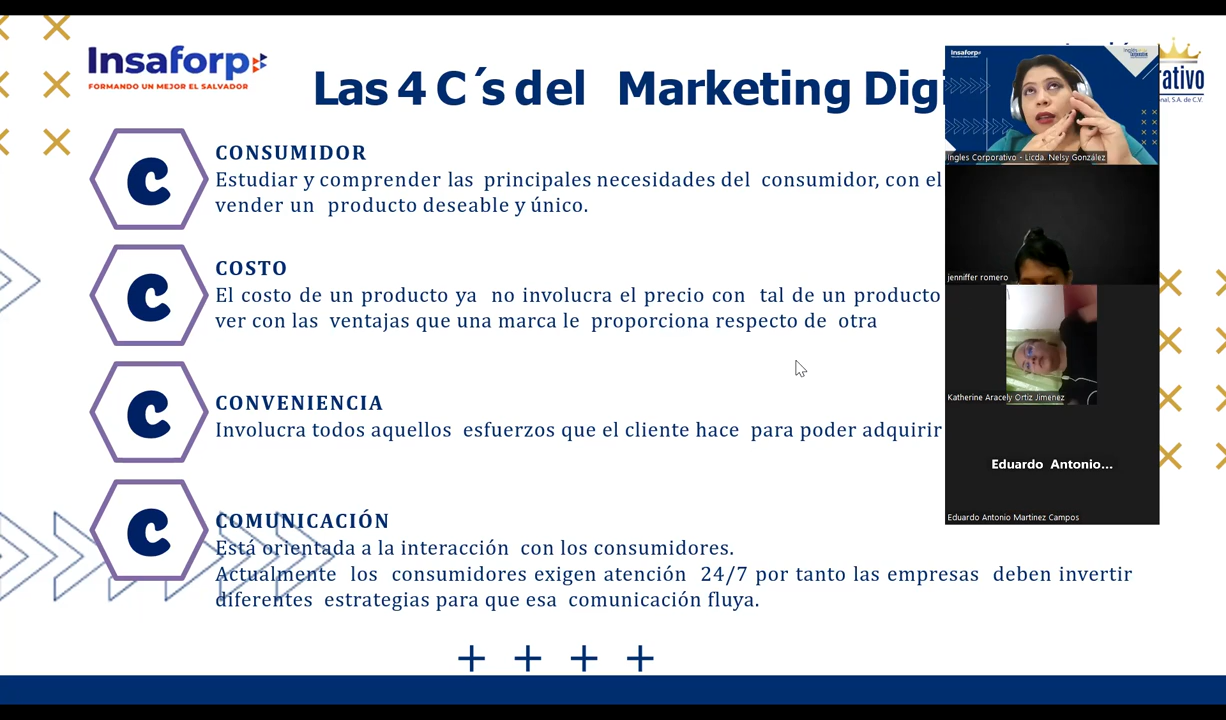 Insaforp
FORMANDO UN MEJOR EL SALVADOR
Las 4 C´s del Marketing Digi
rativo
nal, S.A. de C.V.
C
CONSUMIDOR
Estudiar y comprender las principales necesidades del consumidor, con el
vender un producto deseable y único.
C
COSTO
El costo de un producto ya no involucra el precio con tal de un producto
ver con las ventajas que una marca le proporciona respecto de otra
C
CONVENIENCIA
Involucra todos aquellos esfuerzos que el cliente hace para poder adquirir
C
COMUNICACIÓN
Está orientada a la interacción con los consumidores.
Actualmente los consumidores exigen atención 24/7 por tanto las empresas deben invertir
diferentes estrategias para que esa comunicación fluya.
Insaforp
Ingles Corporativo - Licda. Nelsy González
jenniffer romero
Katherine Aracely Ortiz Jimenez
Eduardo Antonio...
Eduardo Antonio Martinez Campos